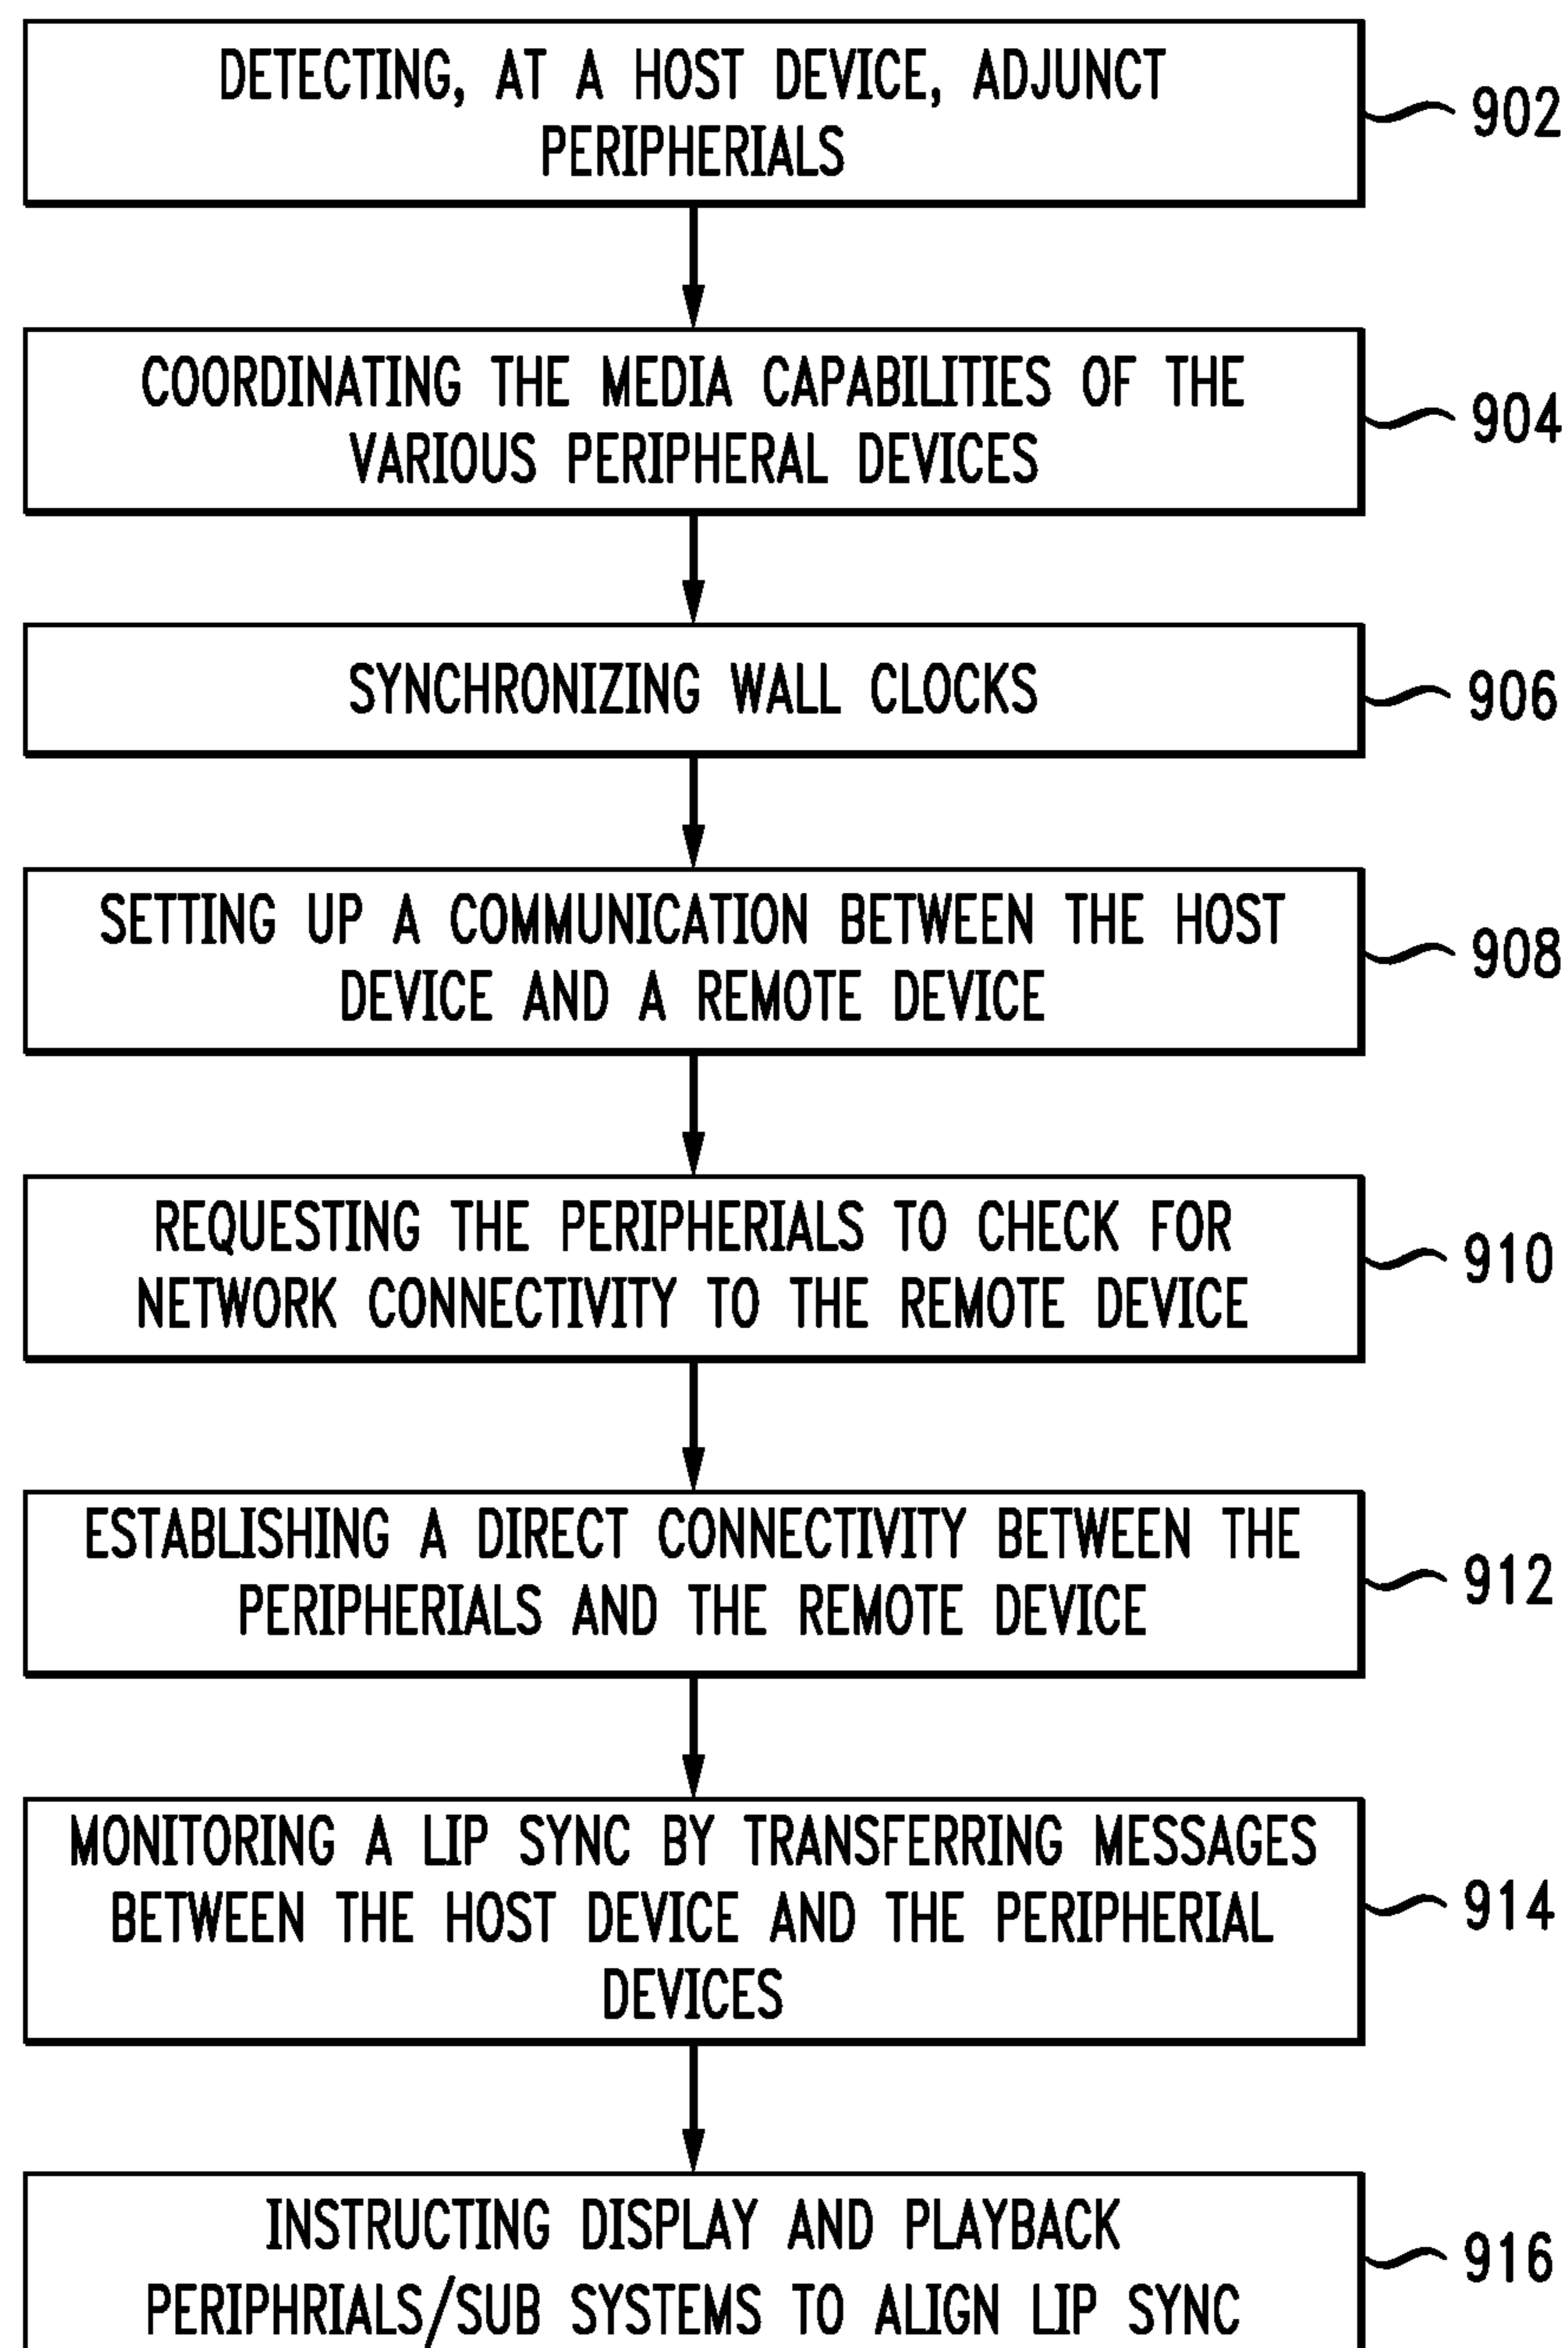 DETECTING, AT A HOST DEVICE, ADJUNCT
PERIPHERIALS
902
COORDINATING THE MEDIA CAPABILITIES OF THE
VARIOUS PERIPHERAL DEVICES
904
SYNCHRONIZING WALL CLOCKS
906
SETTING UP A COMMUNICATION BETWEEN THE HOST
DEVICE AND A REMOTE DEVICE
908
REQUESTING THE PERIPHERIALS TO CHECK FOR
NETWORK CONNECTIVITY TO THE REMOTE DEVICE
910
ESTABLISHING A DIRECT CONNECTIVITY BETWEEN THE
PERIPHERIALS AND THE REMOTE DEVICE
912
MONITORING A LIP SYNC BY TRANSFERRING MESSAGES
BETWEEN THE HOST DEVICE AND THE PERIPHERIAL
DEVICES
914
INSTRUCTING DISPLAY AND PLAYBACK
PERIPHRIALS/SUB SYSTEMS TO ALIGN LIP SYNC
916